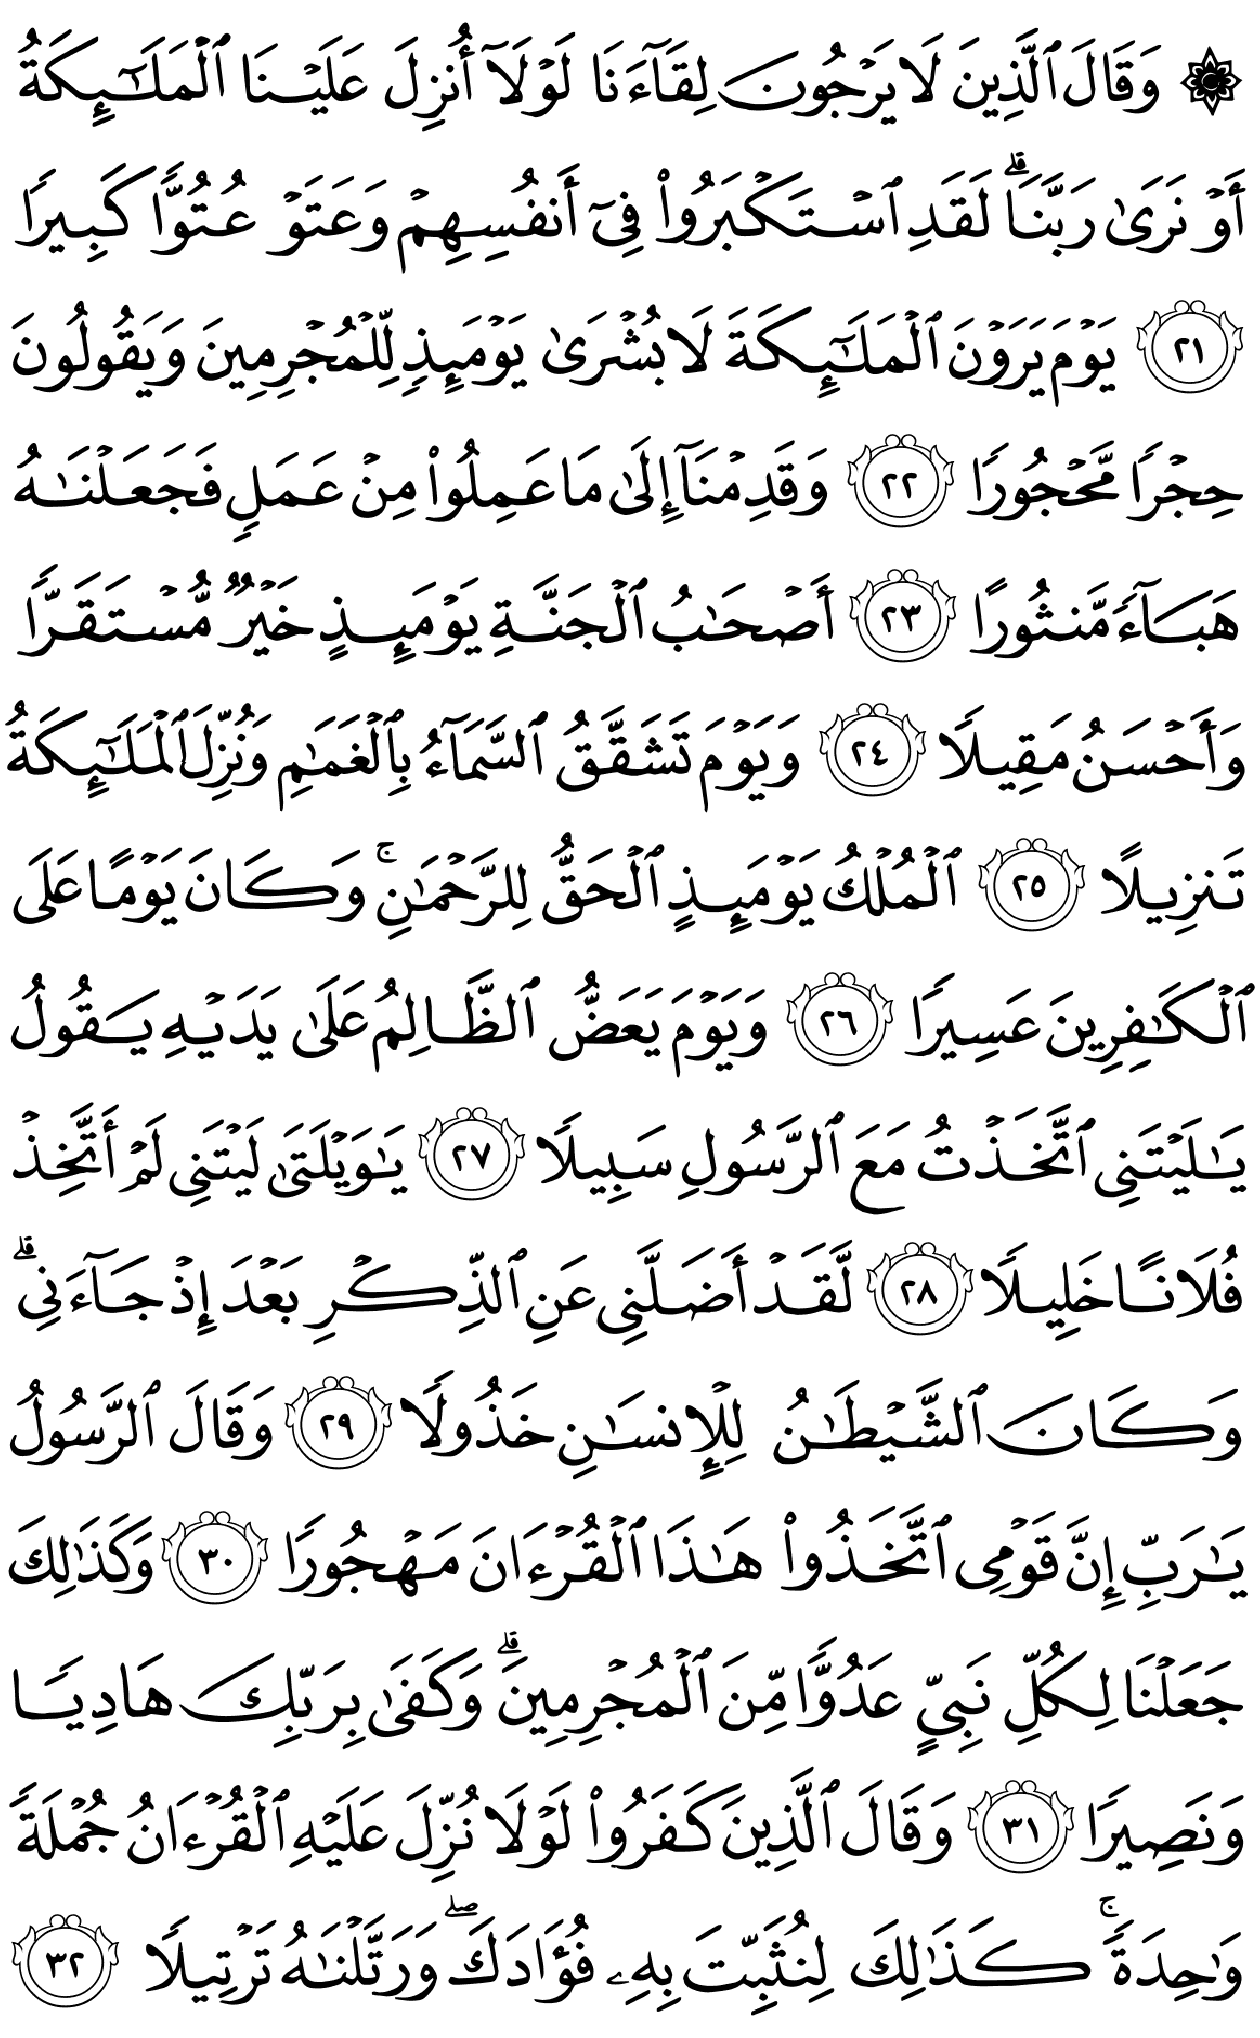 ۞ وَقَالَ ٱلَّذِينَ لَا يَرْجُونَ لِقَآءَنَا لَوْلَآ أُنزِلَ عَلَيْنَا ٱلْمَلَٰٓئِكَةُ
أَوْ نَرَىٰ رَبَّنَا ۗ لَقَدِ ٱسْتَكْبَرُوا۟ فِىٓ أَنفُسِهِمْ وَعَتَوْ عُتُوًّا كَبِيرًا
٢١ يَوْمَ يَرَوْنَ ٱلْمَلَٰٓئِكَةَ لَا بُشْرَىٰ يَوْمَئِذٍ لِّلْمُجْرِمِينَ وَيَقُولُونَ
حِجْرًا مَّحْجُورًا ٢٢ وَقَدِمْنَآ إِلَىٰ مَا عَمِلُوا۟ مِنْ عَمَلٍ فَجَعَلْنَٰهُ
هَبَآءً مَّنثُورًا ٢٣ أَصْحَٰبُ ٱلْجَنَّةِ يَوْمَئِذٍ خَيْرٌ مُّسْتَقَرًّا
وَأَحْسَنُ مَقِيلًا ٢٤ وَيَوْمَ تَشَقَّقُ ٱلسَّمَآءُ بِٱلْغَمَٰمِ وَنُزِّلَ ٱلْمَلَٰٓئِكَةُ
تَنزِيلًا ٢٥ ٱلْمُلْكُ يَوْمَئِذٍ ٱلْحَقُّ لِلرَّحْمَٰنِ ۚ وَكَانَ يَوْمًا عَلَى
ٱلْكَٰفِرِينَ عَسِيرًا ٢٦ وَيَوْمَ يَعَضُّ ٱلظَّالِمُ عَلَىٰ يَدَيْهِ يَقُولُ
يَٰلَيْتَنِى ٱتَّخَذْتُ مَعَ ٱلرَّسُولِ سَبِيلًا ٢٧ يَٰوَيْلَتَىٰ لَيْتَنِى لَمْ أَتَّخِذْ
فُلَانًا خَلِيلًا ٢٨ لَّقَدْ أَضَلَّنِى عَنِ ٱلذِّكْرِ بَعْدَ إِذْ جَآءَنِى ۗ
وَكَانَ ٱلشَّيْطَٰنُ لِلْإِنسَٰنِ خَذُولًا ٢٩ وَقَالَ ٱلرَّسُولُ
يَٰرَبِّ إِنَّ قَوْمِى ٱتَّخَذُوا۟ هَٰذَا ٱلْقُرْءَانَ مَهْجُورًا ٣٠ وَكَذَٰلِكَ
جَعَلْنَا لِكُلِّ نَبِىٍّ عَدُوًّا مِّنَ ٱلْمُجْرِمِينَ ۗ وَكَفَىٰ بِرَبِّكَ هَادِيًا
وَنَصِيرًا ٣١ وَقَالَ ٱلَّذِينَ كَفَرُوا۟ لَوْلَا نُزِّلَ عَلَيْهِ ٱلْقُرْءَانُ جُمْلَةً
وَٰحِدَةً ۚ كَذَٰلِكَ لِنُثَبِّتَ بِهِۦ فُؤَادَكَ ۖ وَرَتَّلْنَٰهُ تَرْتِيلًا ٣٢